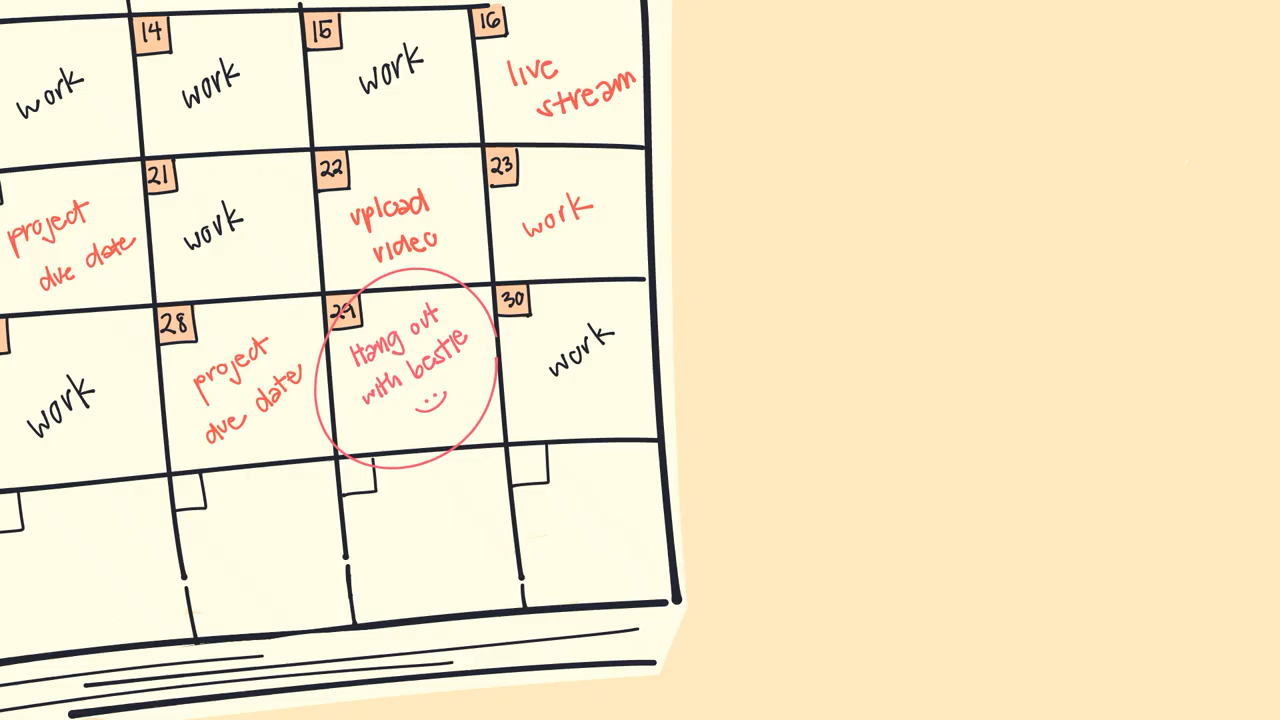 14
15
16
work
work
work
live
stream
21
22
23
project
due date
work
upload
video
work
28
29
30
work
project
due date
Hang out
with bestie
work